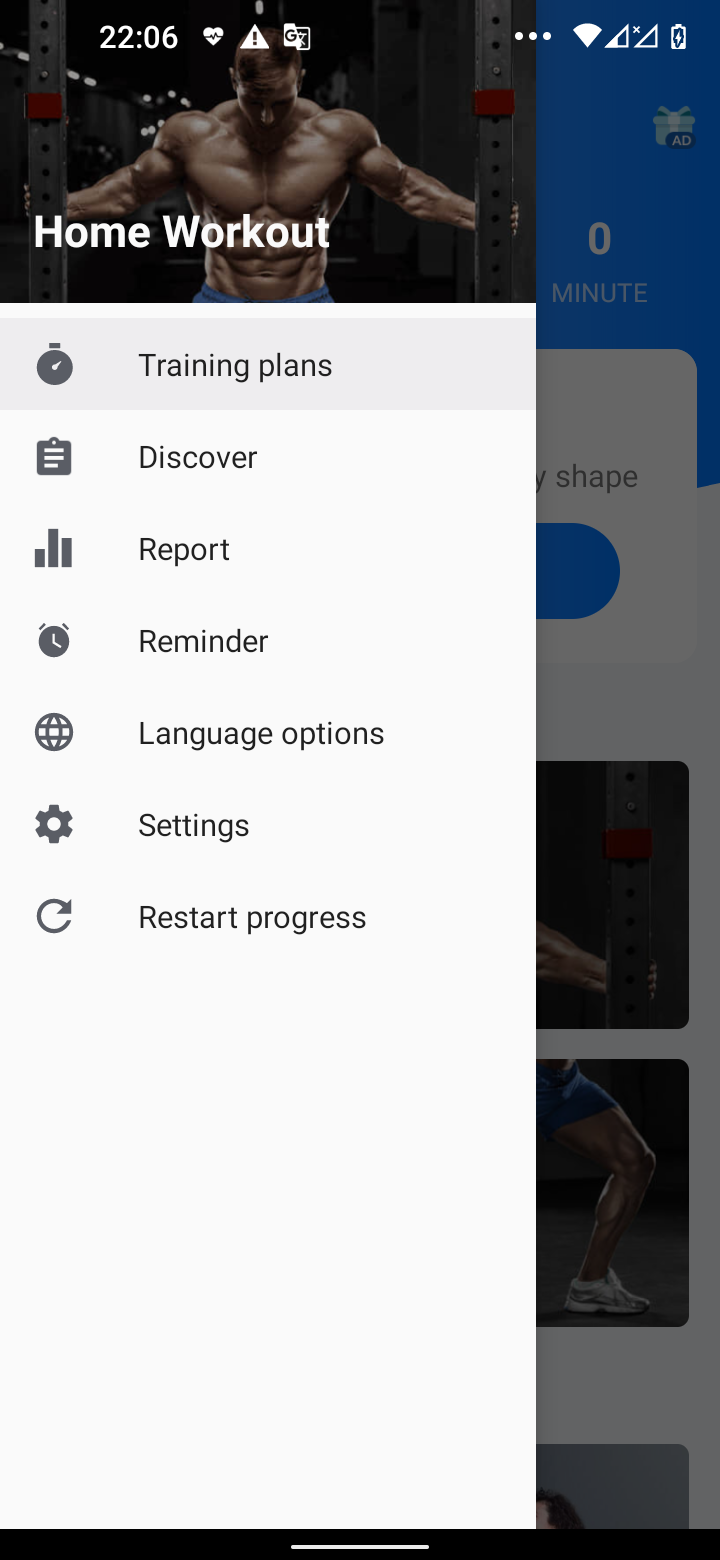 22:06
AD
Home Workout
0
MINUTE
Training plans
Discover
y shape
Report
Reminder
Language options
Settings
Restart progress